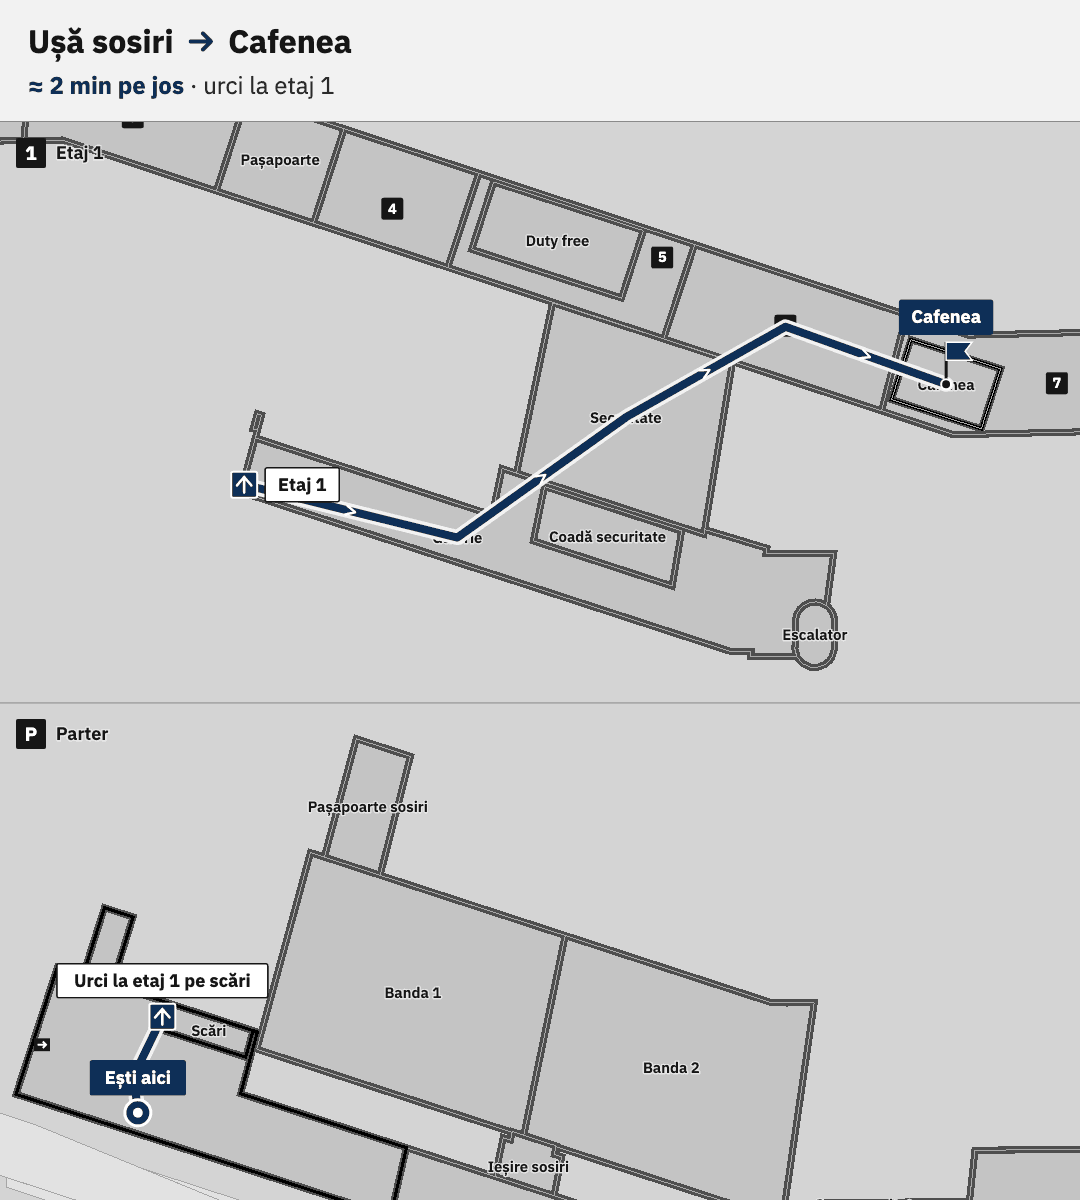 Ușă sosiri → Cafenea
≈ 2 min pe jos · urci la etaj 1
1 Etaj 1
Pașapoarte
4
Duty free
5
Cafenea
7
Securitate
Etaj 1
Coadă securitate
Escalator
P Parter
Pașapoarte sosiri
Urci la etaj 1 pe scări
Banda 1
Scări
Banda 2
Ești aici
Ieșire sosiri